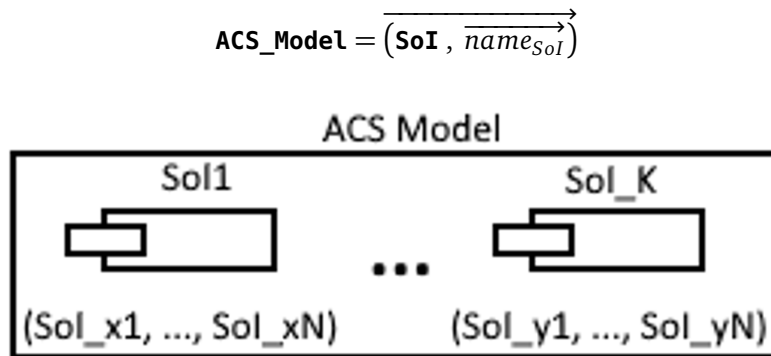 ACS_Model = (SoI , name_SoI)
ACS Model
SoI1 SoI_K
...
(SoI_x1, ..., SoI_xN) (SoI_y1, ..., SoI_yN)